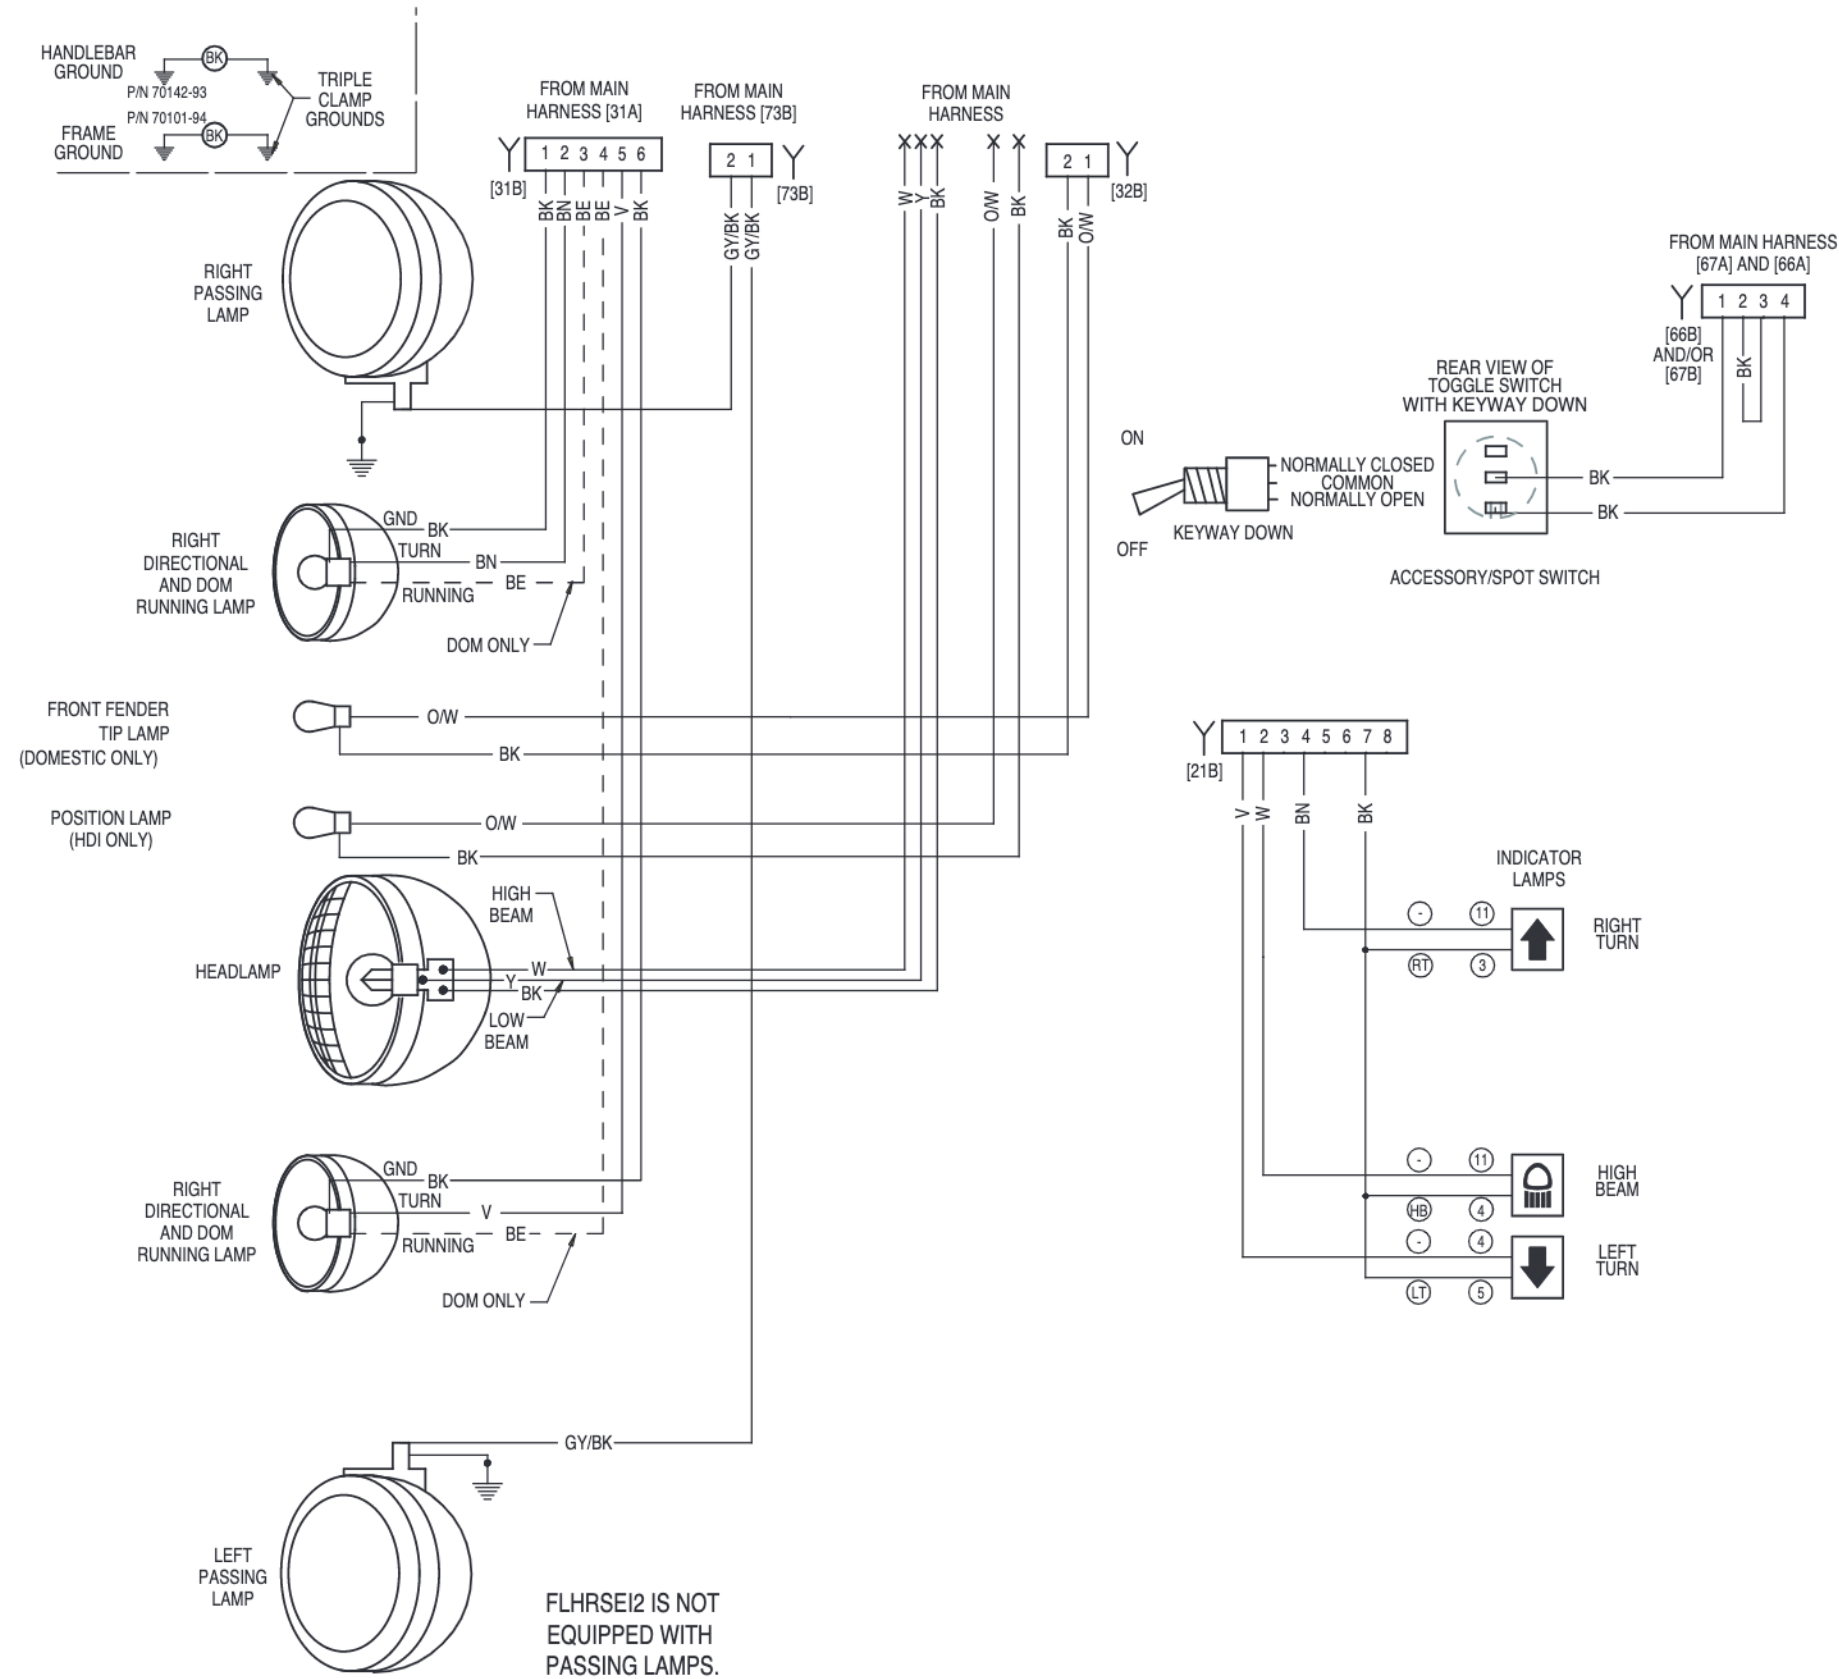 HANDLEBAR
GROUND
BK
P/N 70142-93
P/N 70101-94
FRAME
GROUND
BK
TRIPLE
CLAMP
GROUNDS
FROM MAIN
HARNESS [31A]
1 2 3 4 5 6
[31B]
BK BN BE BE V BK
FROM MAIN
HARNESS [73B]
2 1
[73B]
GY/BK GY/BK
FROM MAIN
HARNESS
W Y BK O/W BK
2 1
[32B]
BK O/W
FROM MAIN HARNESS
[67A] AND [66A]
1 2 3 4
[66B]
AND/OR
[67B]
BK
REAR VIEW OF
TOGGLE SWITCH
WITH KEYWAY DOWN
ON
OFF
NORMALLY CLOSED
COMMON
NORMALLY OPEN
KEYWAY DOWN
BK
BK
ACCESSORY/SPOT SWITCH
RIGHT
PASSING
LAMP
RIGHT
DIRECTIONAL
AND DOM
RUNNING LAMP
GND BK
TURN BN
RUNNING BE
DOM ONLY
FRONT FENDER
TIP LAMP
(DOMESTIC ONLY)
O/W
BK
POSITION LAMP
(HDI ONLY)
O/W
BK
HEADLAMP
HIGH
BEAM
W
Y
BK
LOW
BEAM
RIGHT
DIRECTIONAL
AND DOM
RUNNING LAMP
GND BK
TURN V
RUNNING BE
DOM ONLY
GY/BK
LEFT
PASSING
LAMP
FLHRSEI2 IS NOT
EQUIPPED WITH
PASSING LAMPS.
1 2 3 4 5 6 7 8
[21B]
V W BN BK
INDICATOR
LAMPS
- 11
RT 3
RIGHT
TURN
- 11
HB 4
HIGH
BEAM
- 4
LT 5
LEFT
TURN